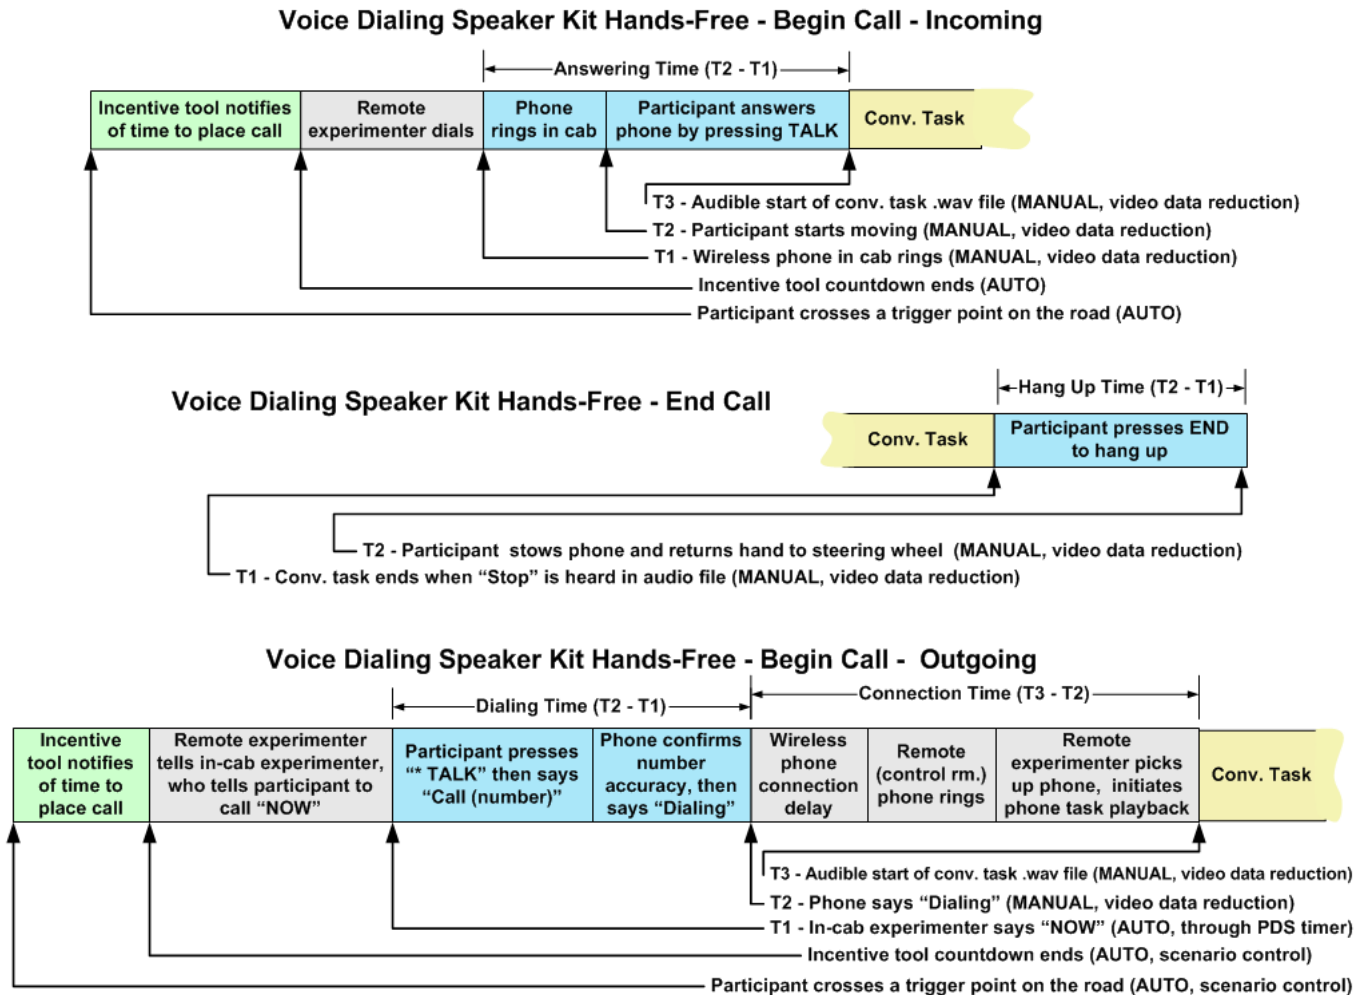 Voice Dialing Speaker Kit Hands-Free - Begin Call - Incoming
Answering Time (T2 - T1)
Incentive tool notifies
of time to place call
Remote
experimenter dials
Phone
rings in cab
Participant answers
phone by pressing TALK
Conv. Task
T3 - Audible start of conv. task .wav file (MANUAL, video data reduction)
T2 - Participant starts moving (MANUAL, video data reduction)
T1 - Wireless phone in cab rings (MANUAL, video data reduction)
Incentive tool countdown ends (AUTO)
Participant crosses a trigger point on the road (AUTO)
Voice Dialing Speaker Kit Hands-Free - End Call
Hang Up Time (T2 - T1)
Conv. Task
Participant presses END
to hang up
T2 - Participant stows phone and returns hand to steering wheel (MANUAL, video data reduction)
T1 - Conv. task ends when “Stop” is heard in audio file (MANUAL, video data reduction)
Voice Dialing Speaker Kit Hands-Free - Begin Call - Outgoing
Dialing Time (T2 - T1)
Connection Time (T3 - T2)
Incentive
tool notifies
of time to
place call
Remote experimenter
tells in-cab experimenter,
who tells participant to
call “NOW”
Participant presses
“* TALK” then says
“Call (number)”
Phone confirms
number
accuracy, then
says “Dialing”
Wireless
phone
connection
delay
Remote
(control rm.)
phone rings
Remote
experimenter picks
up phone, initiates
phone task playback
Conv. Task
T3 - Audible start of conv. task .wav file (MANUAL, video data reduction)
T2 - Phone says “Dialing” (MANUAL, video data reduction)
T1 - In-cab experimenter says “NOW” (AUTO, through PDS timer)
Incentive tool countdown ends (AUTO, scenario control)
Participant crosses a trigger point on the road (AUTO, scenario control)